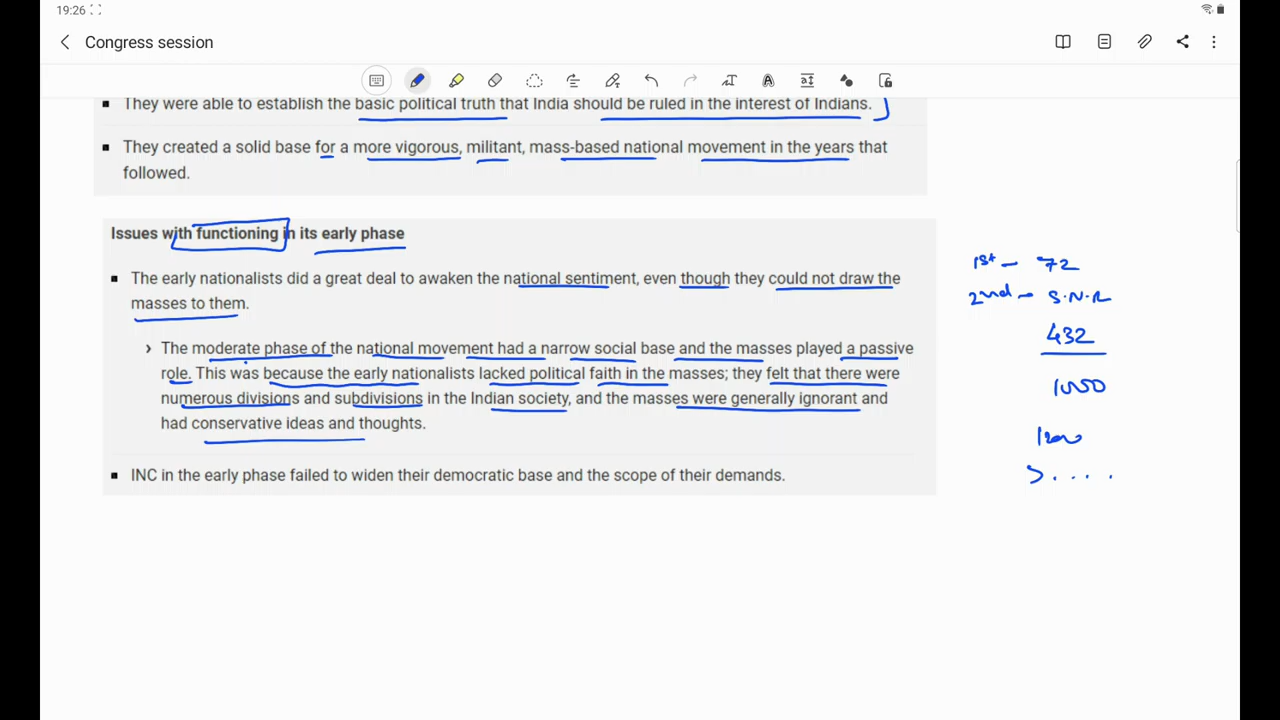 19:26
Congress session
They were able to establish the basic political truth that India should be ruled in the interest of Indians.
They created a solid base for a more vigorous, militant, mass-based national movement in the years that
followed.
Issues with functioning in its early phase
The early nationalists did a great deal to awaken the national sentiment, even though they could not draw the
masses to them.
The moderate phase of the national movement had a narrow social base and the masses played a passive
role. This was because the early nationalists lacked political faith in the masses; they felt that there were
numerous divisions and subdivisions in the Indian society, and the masses were generally ignorant and
had conservative ideas and thoughts.
INC in the early phase failed to widen their democratic base and the scope of their demands.
1st - 72
2nd - S.N.R
432